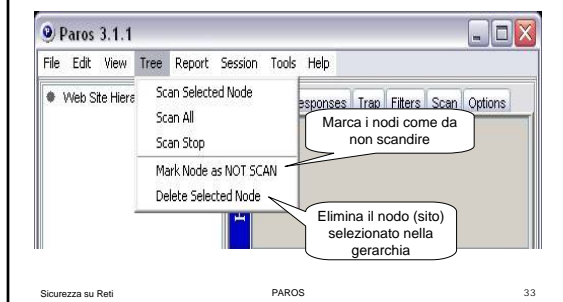 Paros 3.1.1
File Edit View Tree Report Session Tools Help
Web Site Hiera
Scan Selected Node
Scan All
Scan Stop
Mark Node as NOT SCAN
Delete Selected Node
esponses Trap Filters Scan Options
Marca i nodi come da
non scandire
Elimina il nodo (sito)
selezionato nella
gerarchia
Sicurezza su Reti PAROS 33